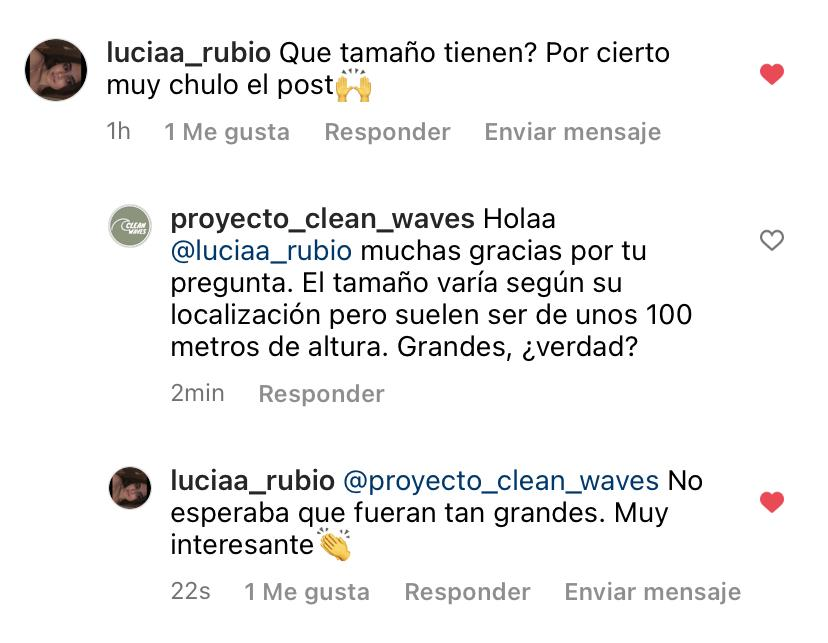 luciaa_rubio Que tamaño tienen? Por cierto
muy chulo el post🙌
1h 1 Me gusta Responder Enviar mensaje
CLEAN
WAVES
proyecto_clean_waves Holaa
@luciaa_rubio muchas gracias por tu
pregunta. El tamaño varía según su
localización pero suelen ser de unos 100
metros de altura. Grandes, ¿verdad?
2min Responder
luciaa_rubio @proyecto_clean_waves No
esperaba que fueran tan grandes. Muy
interesante👏
22s 1 Me gusta Responder Enviar mensaje